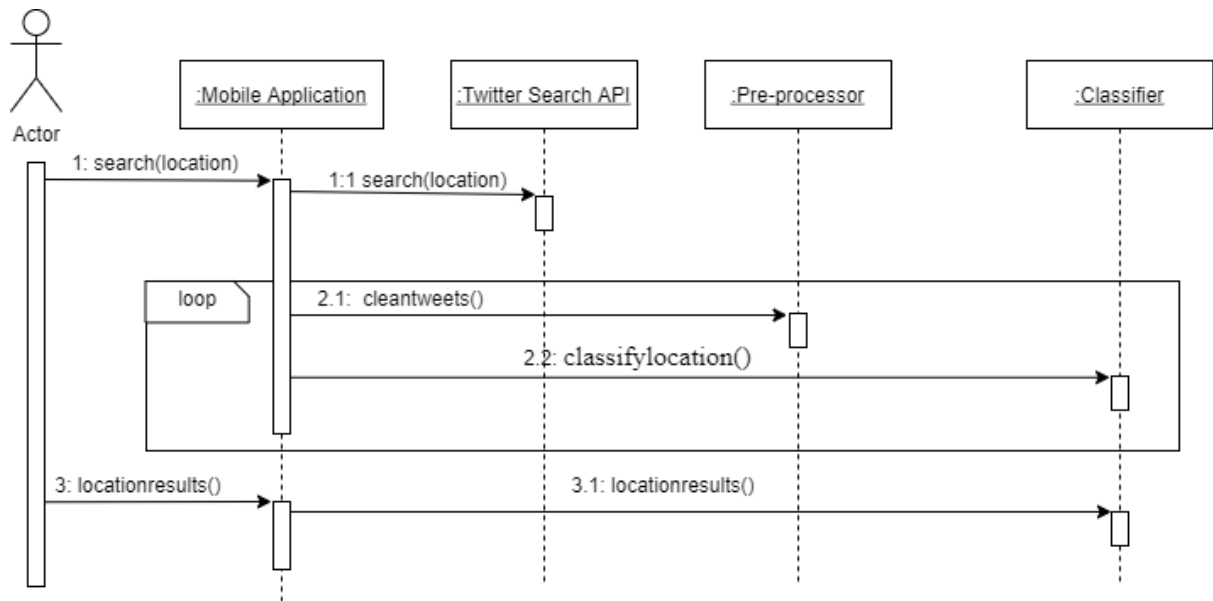 :Mobile Application
:Twitter Search API
:Pre-processor
:Classifier
Actor
1: search(location)
1:1 search(location)
loop
2.1: cleantweets()
2.2: classifylocation()
3: locationresults()
3.1: locationresults()